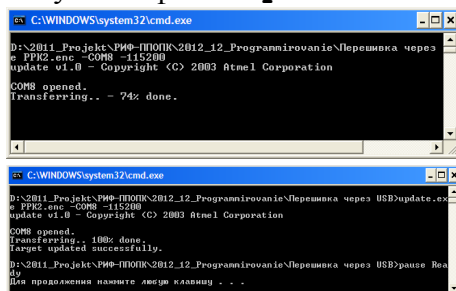 C:\WINDOWS\system32\cmd.exe
D:\2011_Projekt\РИФ-ППОПК\2012_12_Programmirovanie\Перешивка через
e PPK2.enc -COM8 -115200
update v1.0 - Copyright (C) 2003 Atmel Corporation
COM8 opened.
Transferring.. - 74% done.
C:\WINDOWS\system32\cmd.exe
D:\2011_Projekt\РИФ-ППОПК\2012_12_Programmirovanie\Перешивка через USB>update.ex
e PPK2.enc -COM8 -115200
update v1.0 - Copyright (C) 2003 Atmel Corporation
COM8 opened.
Transferring.. 100% done.
Target updated successfully.
D:\2011_Projekt\РИФ-ППОПК\2012_12_Programmirovanie\Перешивка через USB>pause Rea
dy
Для продолжения нажмите любую клавишу . . .